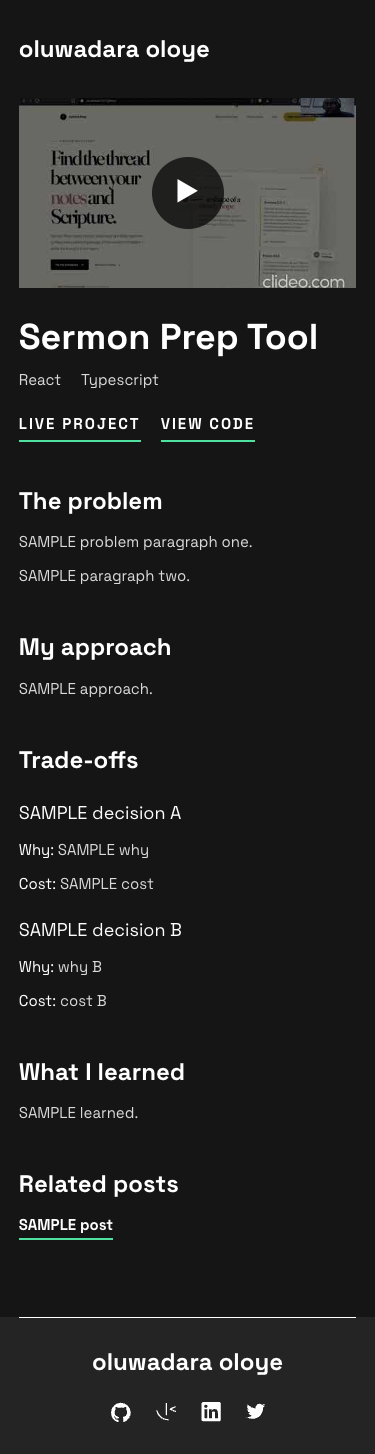 oluwadara oloye
Find the thread
between your
notes and
Scripture.
clideo.com
Sermon Prep Tool
React Typescript
LIVE PROJECT VIEW CODE
The problem
SAMPLE problem paragraph one.
SAMPLE paragraph two.
My approach
SAMPLE approach.
Trade-offs
SAMPLE decision A
Why: SAMPLE why
Cost: SAMPLE cost
SAMPLE decision B
Why: why B
Cost: cost B
What I learned
SAMPLE learned.
Related posts
SAMPLE post
oluwadara oloye